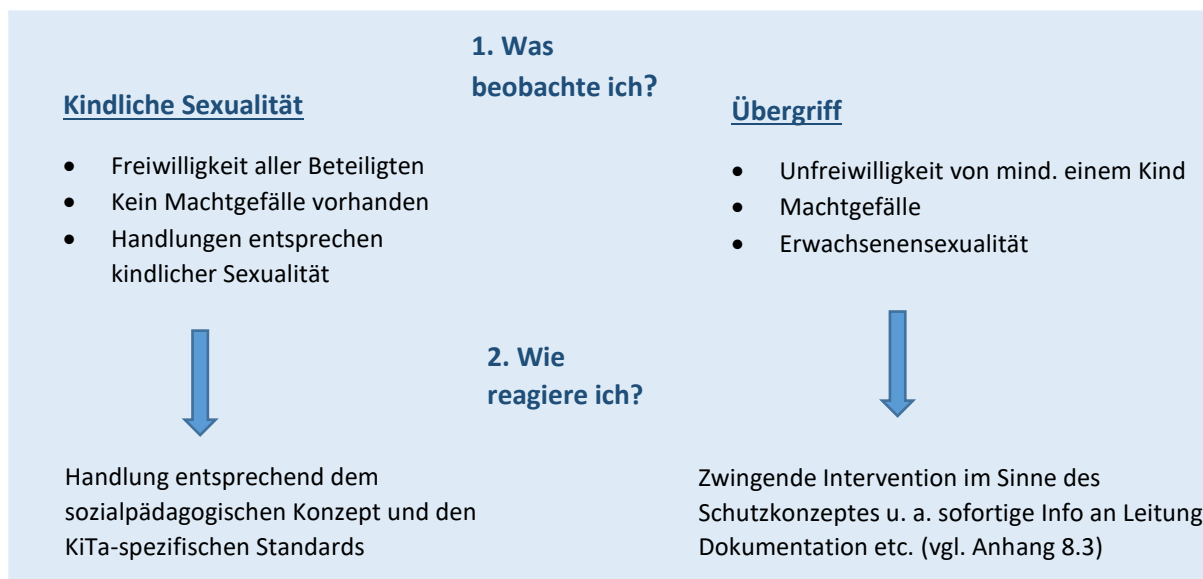 1. Was
beobachte ich?
Kindliche Sexualität
• Freiwilligkeit aller Beteiligten
• Kein Machtgefälle vorhanden
• Handlungen entsprechen
kindlicher Sexualität
Übergriff
• Unfreiwilligkeit von mind. einem Kind
• Machtgefälle
• Erwachsenensexualität
2. Wie
reagiere ich?
Handlung entsprechend dem
sozialpädagogischen Konzept und den
KiTa-spezifischen Standards
Zwingende Intervention im Sinne des
Schutzkonzeptes u. a. sofortige Info an Leitung
Dokumentation etc. (vgl. Anhang 8.3)